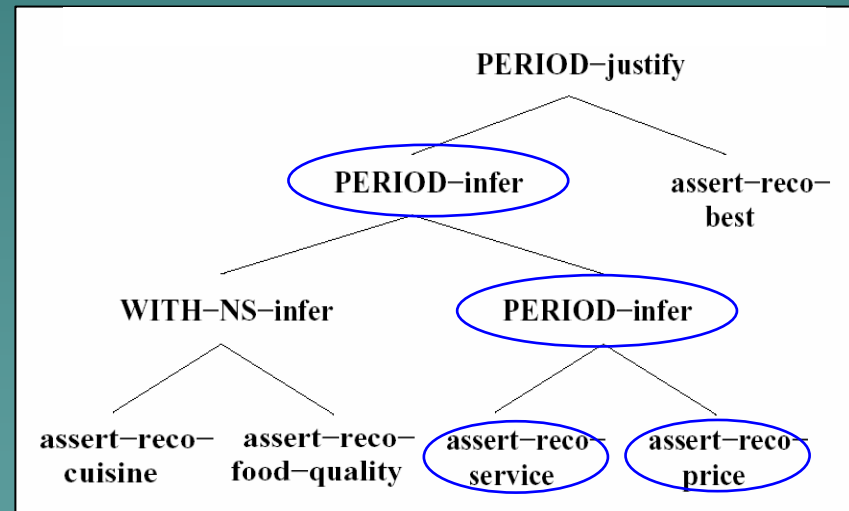 PERIOD−justify
PERIOD−infer
assert−reco−
best
WITH−NS−infer
PERIOD−infer
assert−reco−
cuisine
assert−reco−
food−quality
assert−reco−
service
assert−reco−
price